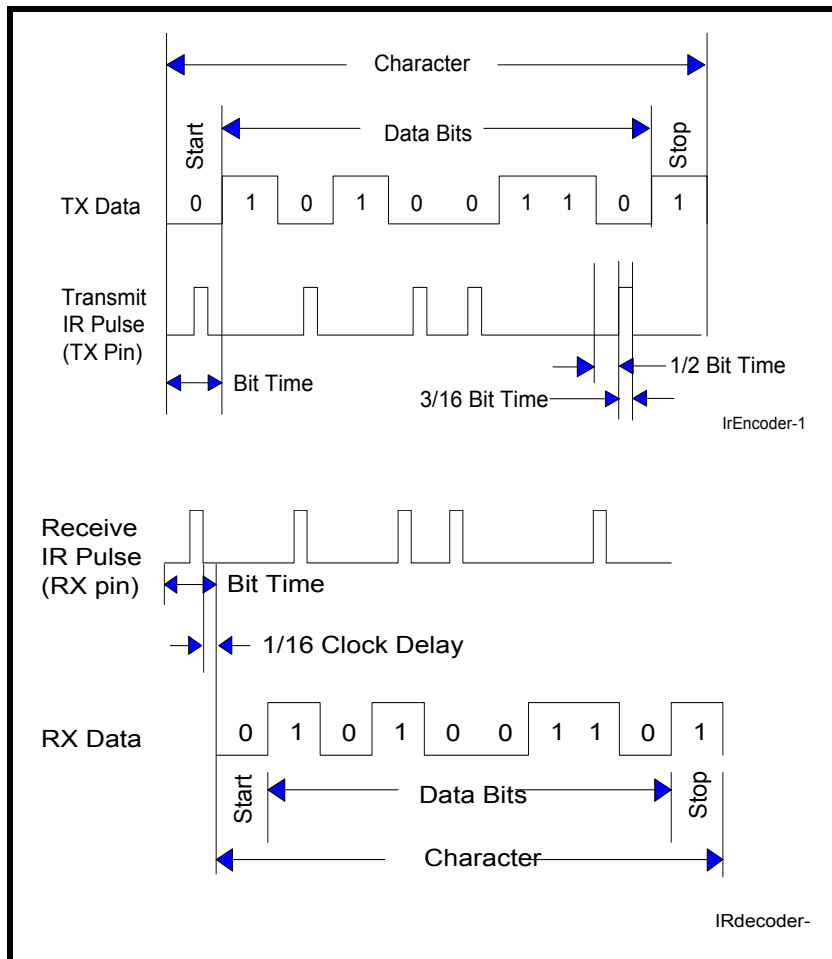 Character
Start
Data Bits
Stop
TX Data
0 1 0 1 0 0 1 1 0 1
Transmit
IR Pulse
(TX Pin)
Bit Time
1/2 Bit Time
3/16 Bit Time
IrEncoder-1
Receive
IR Pulse
(RX pin)
Bit Time
1/16 Clock Delay
RX Data
0 1 0 1 0 0 1 1 0 1
Start
Data Bits
Stop
Character
IRdecoder-